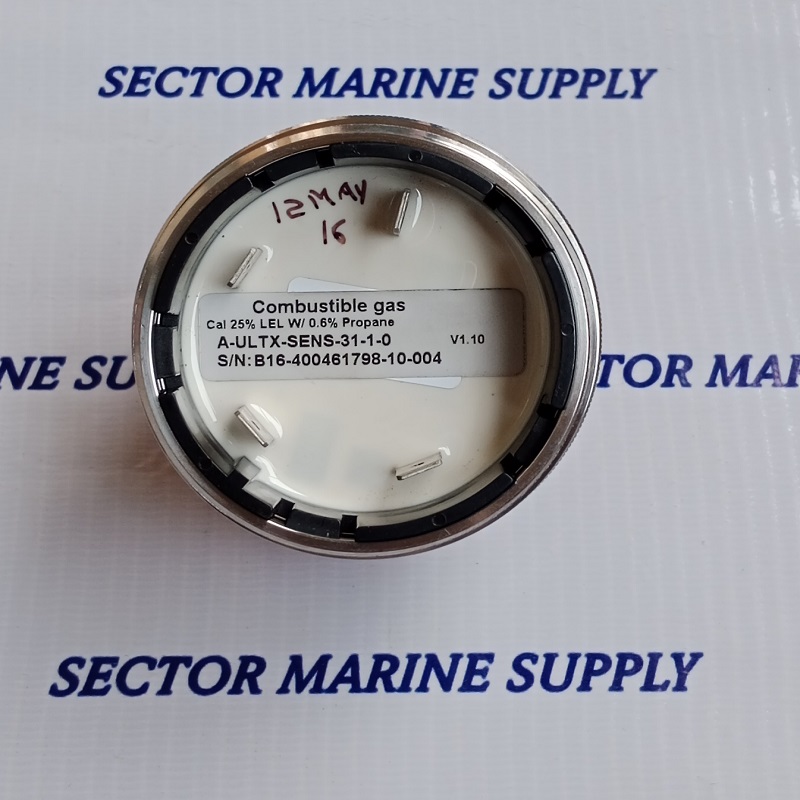 SECTOR MARINE SUPPLY
12 MAY
16
Combustible gas
Cal 25% LEL W/ 0.6% Propane
A-ULTX-SENS-31-1-0 V1.10
S/N:B16-400461798-10-004
NE SU
TOR MAR
SECTOR MARINE SUPPLY